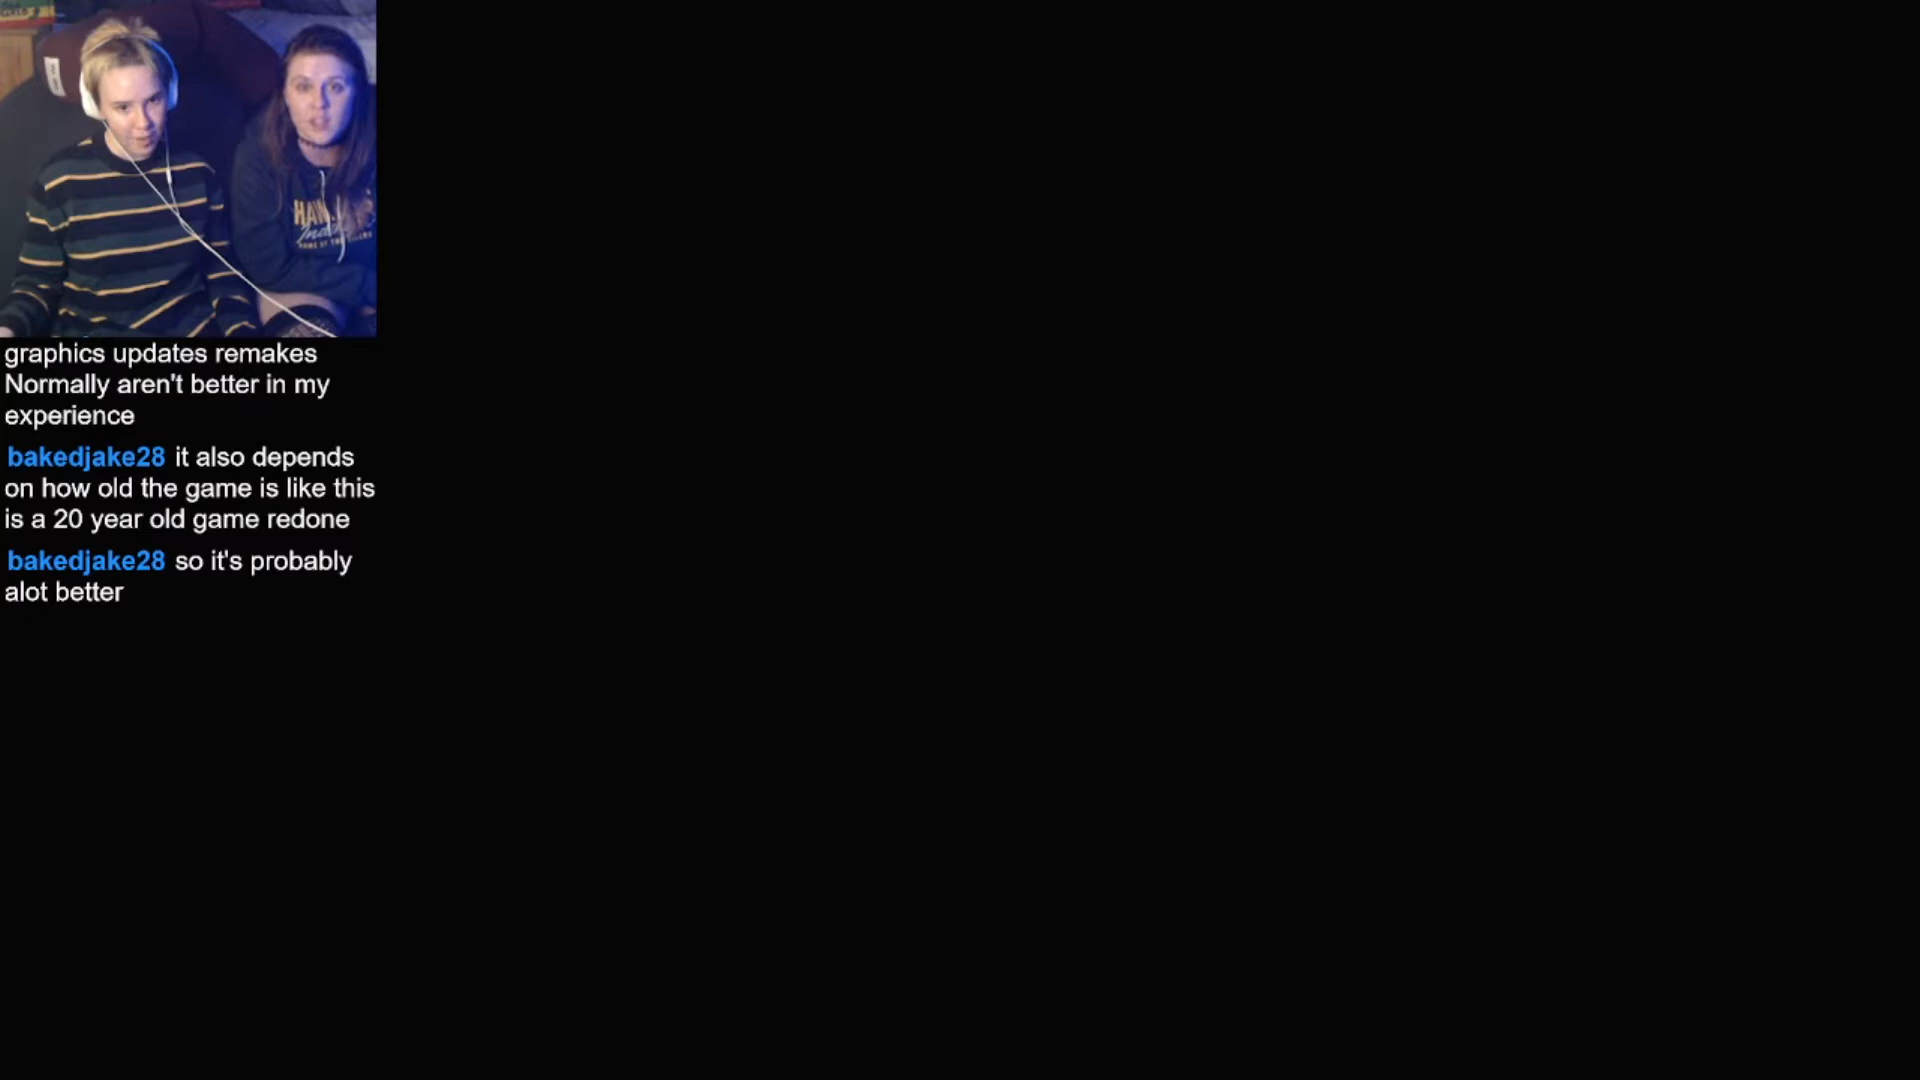 graphics updates remakes
Normally aren't better in my
experience
bakedjake28 it also depends
on how old the game is like this
is a 20 year old game redone
bakedjake28 so it's probably
alot better